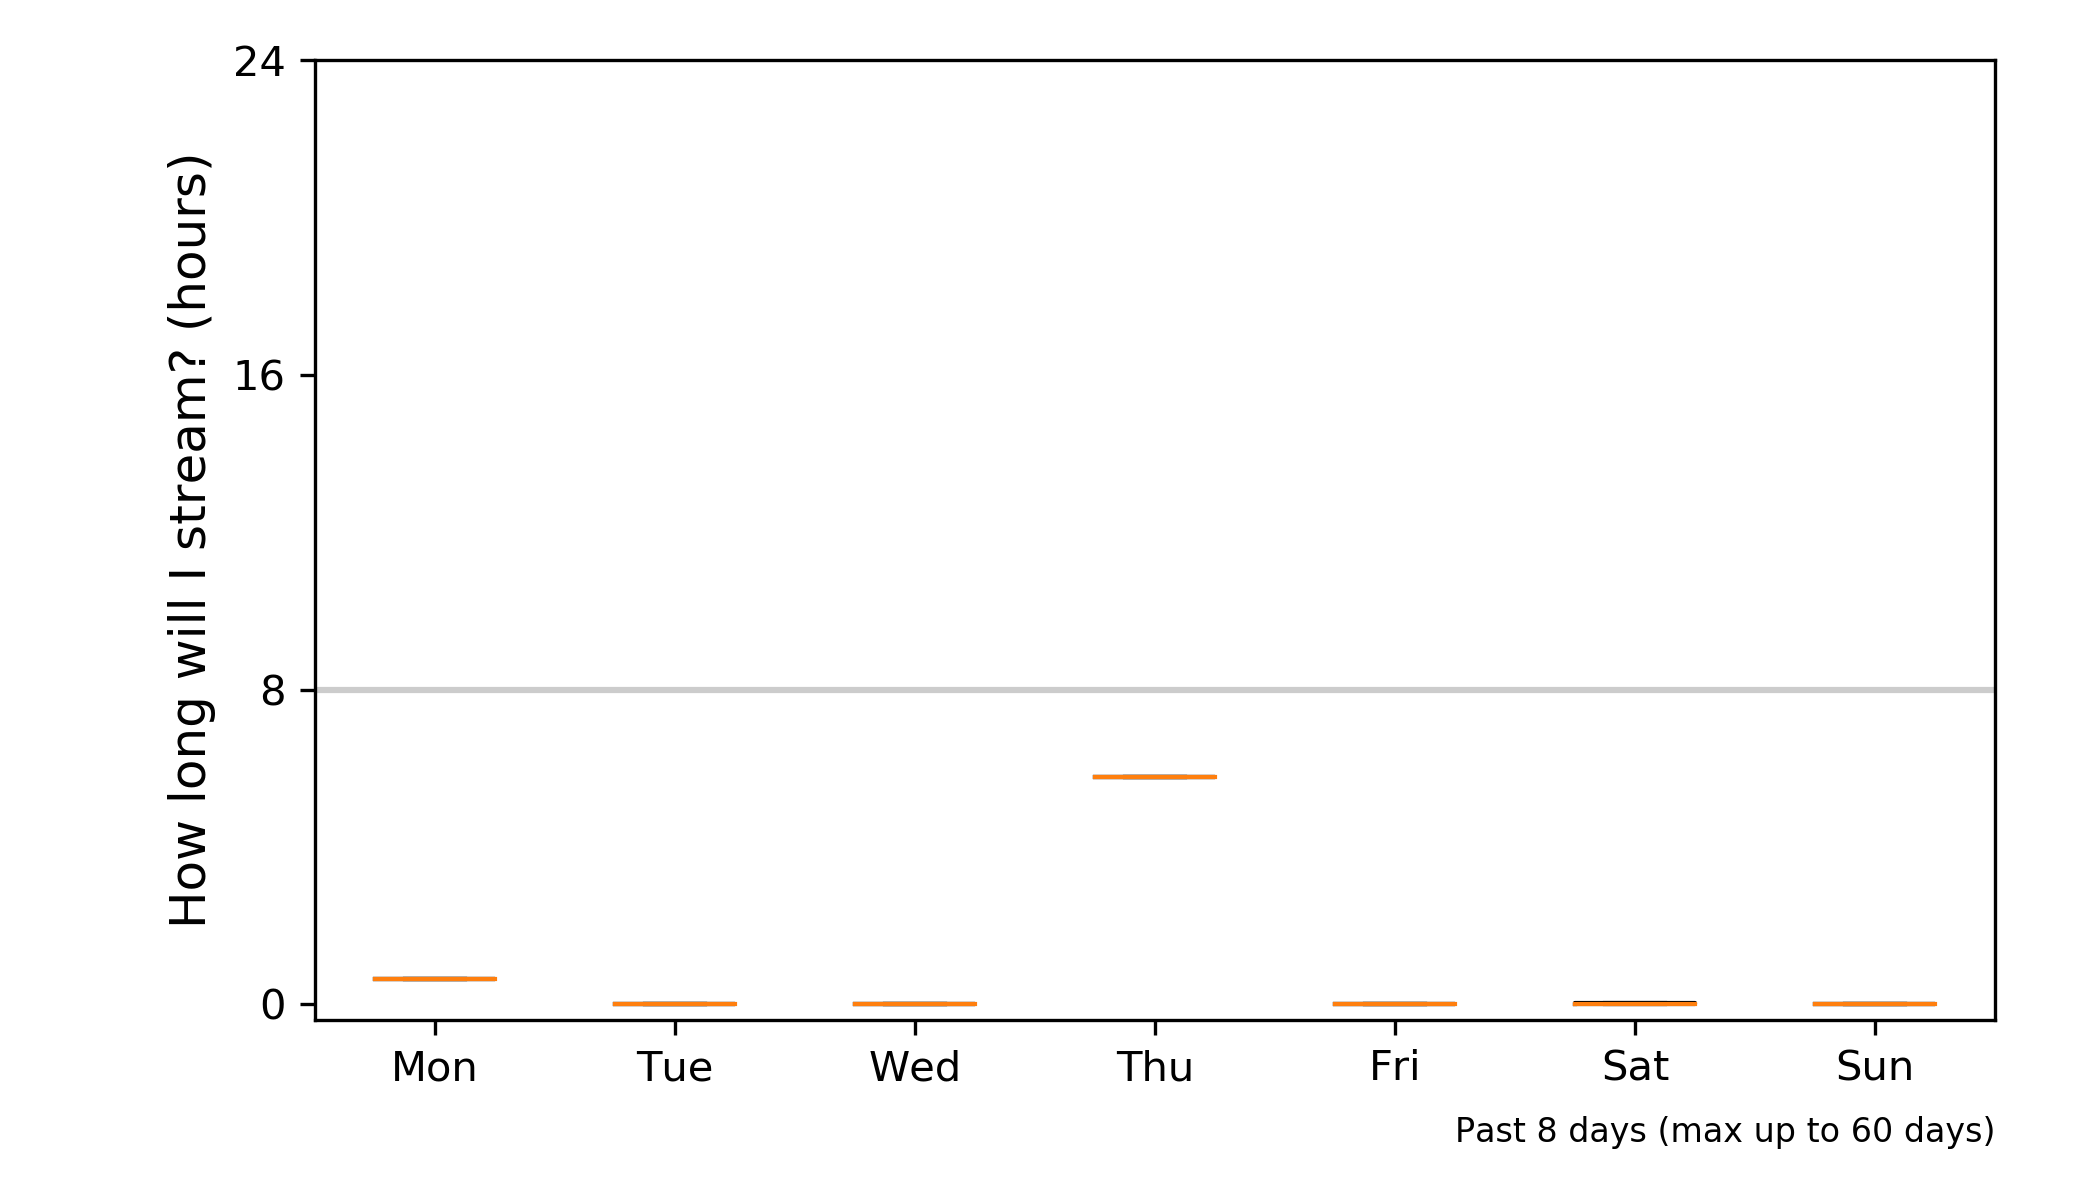 How long will I stream? (hours)
24
16
8
0
Mon Tue Wed Thu Fri Sat Sun
Past 8 days (max up to 60 days)